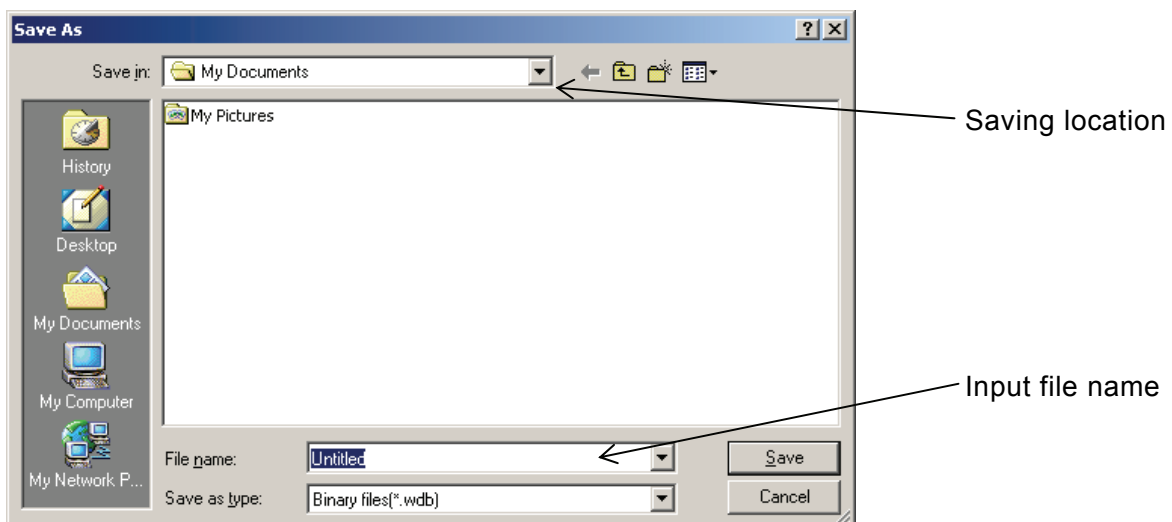 Save As
Save in: My Documents
Saving location
My Pictures
History
Desktop
My Documents
My Computer
My Network P...
Input file name
File name: Untitled Save
Save as type: Binary files(*.wdb) Cancel